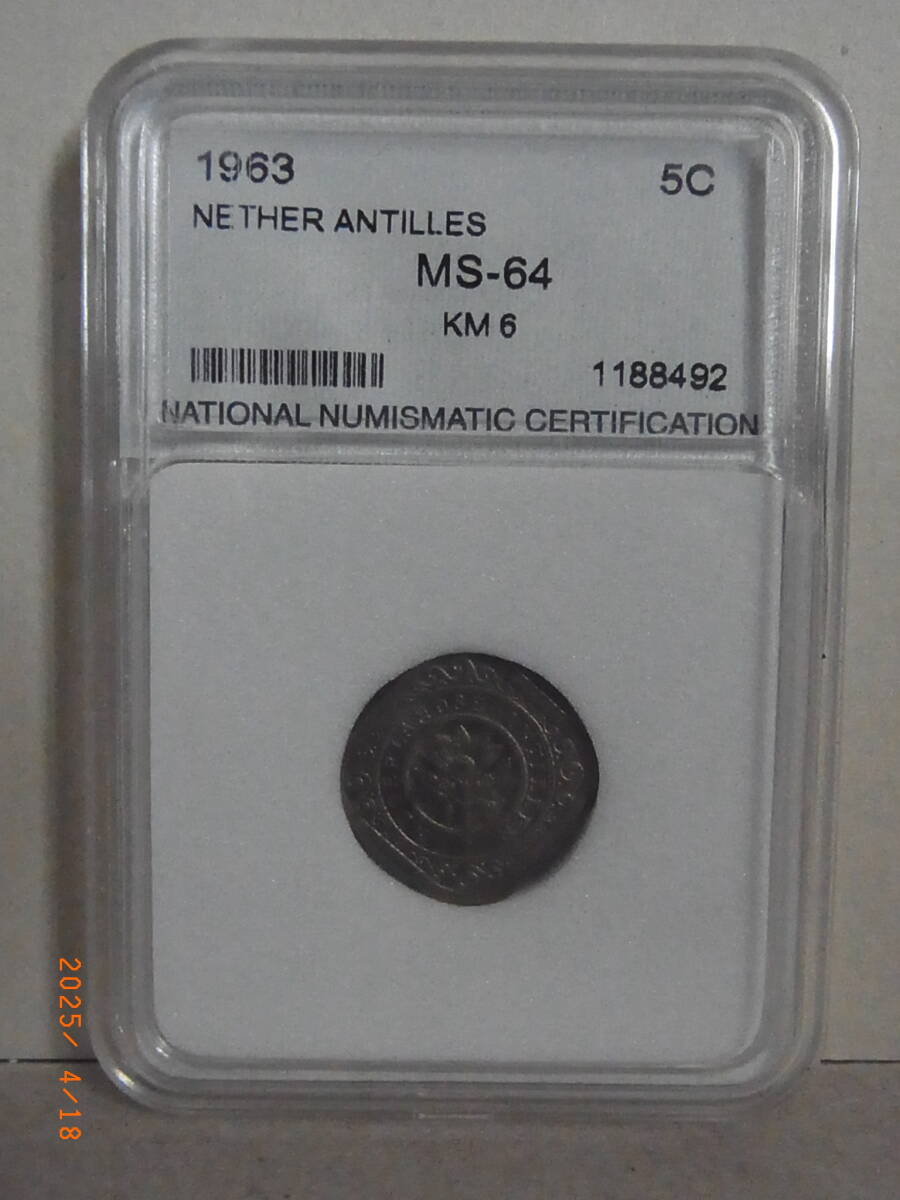 1963
5C
NETHER ANTILLES
MS-64
KM 6
1188492
NATIONAL NUMISMATIC CERTIFICATION
2025/ 4/18